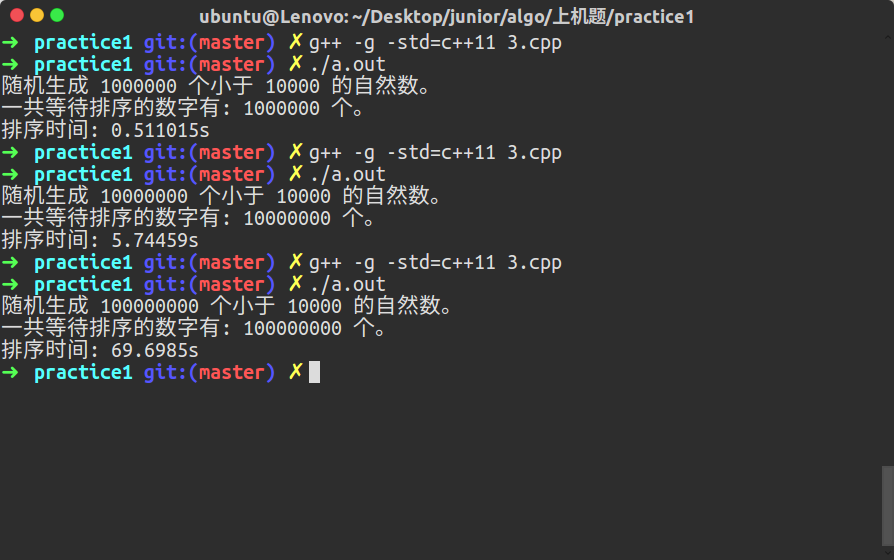 ubuntu@Lenovo: ~/Desktop/junior/algo/上机题/practice1
➜ practice1 git:(master) ✗ g++ -g -std=c++11 3.cpp
➜ practice1 git:(master) ✗ ./a.out
随机生成 1000000 个小于 10000 的自然数。
一共等待排序的数字有: 1000000 个。
排序时间: 0.511015s
➜ practice1 git:(master) ✗ g++ -g -std=c++11 3.cpp
➜ practice1 git:(master) ✗ ./a.out
随机生成 10000000 个小于 10000 的自然数。
一共等待排序的数字有: 10000000 个。
排序时间: 5.74459s
➜ practice1 git:(master) ✗ g++ -g -std=c++11 3.cpp
➜ practice1 git:(master) ✗ ./a.out
随机生成 100000000 个小于 10000 的自然数。
一共等待排序的数字有: 100000000 个。
排序时间: 69.6985s
➜ practice1 git:(master) ✗